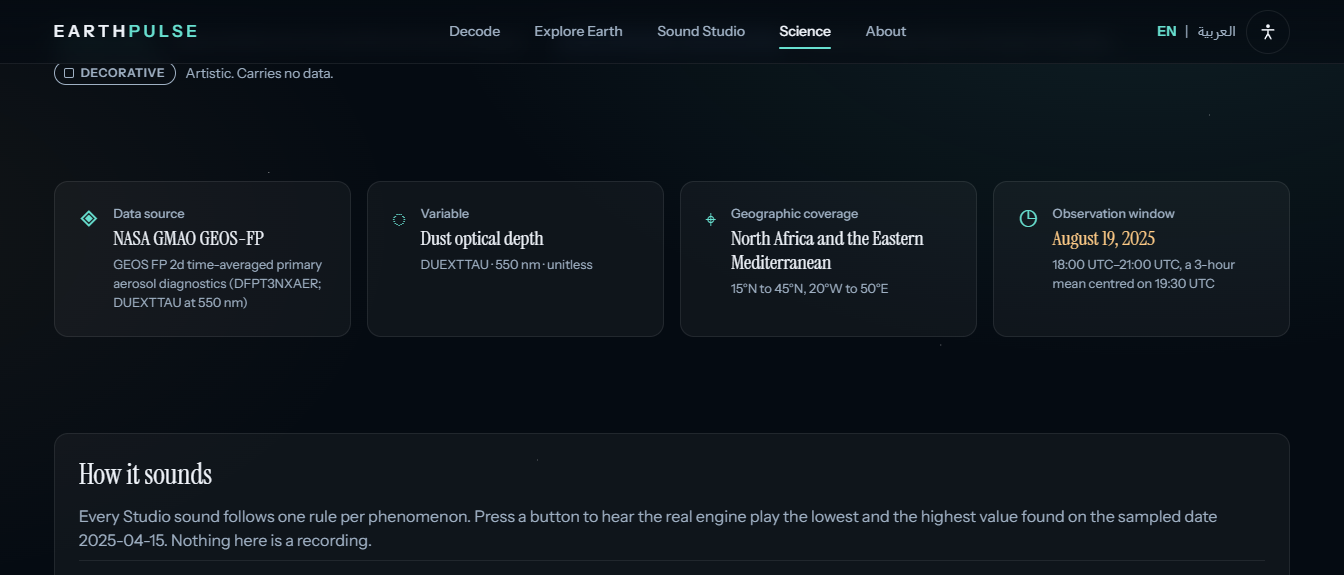 EARTHPULSE
Decode
Explore Earth
Sound Studio
Science
About
EN | العربية
DECORATIVE Artistic. Carries no data.
Data source
NASA GMAO GEOS-FP
GEOS FP 2d time-averaged primary
aerosol diagnostics (DFPT3NXAER;
DUEXTTAU at 550 nm)
Variable
Dust optical depth
DUEXTTAU · 550 nm · unitless
Geographic coverage
North Africa and the Eastern
Mediterranean
15°N to 45°N, 20°W to 50°E
Observation window
August 19, 2025
18:00 UTC–21:00 UTC, a 3-hour
mean centred on 19:30 UTC
How it sounds
Every Studio sound follows one rule per phenomenon. Press a button to hear the real engine play the lowest and the highest value found on the sampled date
2025-04-15. Nothing here is a recording.